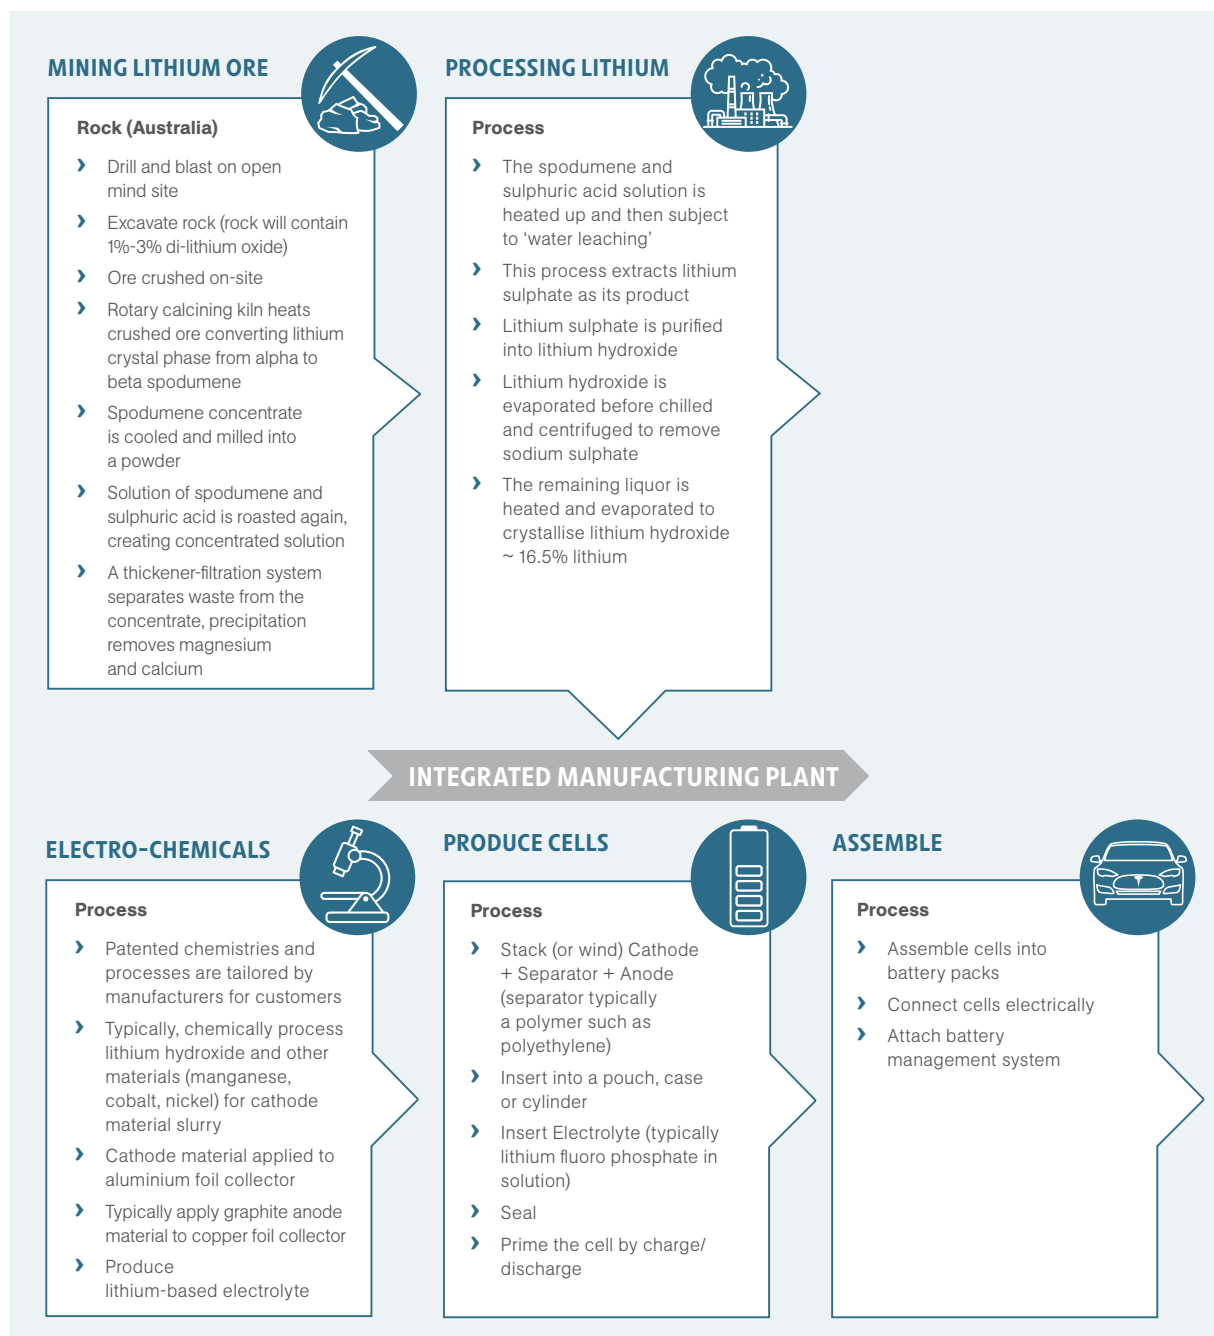 MINING LITHIUM ORE
Rock (Australia)
› Drill and blast on open
mind site
› Excavate rock (rock will contain
1%-3% di-lithium oxide)
› Ore crushed on-site
› Rotary calcining kiln heats
crushed ore converting lithium
crystal phase from alpha to
beta spodumene
› Spodumene concentrate
is cooled and milled into
a powder
› Solution of spodumene and
sulphuric acid is roasted again,
creating concentrated solution
› A thickener-filtration system
separates waste from the
concentrate, precipitation
removes magnesium
and calcium
PROCESSING LITHIUM
Process
› The spodumene and
sulphuric acid solution is
heated up and then subject
to ‘water leaching’
› This process extracts lithium
sulphate as its product
› Lithium sulphate is purified
into lithium hydroxide
› Lithium hydroxide is
evaporated before chilled
and centrifuged to remove
sodium sulphate
› The remaining liquor is
heated and evaporated to
crystallise lithium hydroxide
~ 16.5% lithium
INTEGRATED MANUFACTURING PLANT
ELECTRO-CHEMICALS
Process
› Patented chemistries and
processes are tailored by
manufacturers for customers
› Typically, chemically process
lithium hydroxide and other
materials (manganese,
cobalt, nickel) for cathode
material slurry
› Cathode material applied to
aluminium foil collector
› Typically apply graphite anode
material to copper foil collector
› Produce
lithium-based electrolyte
PRODUCE CELLS
Process
› Stack (or wind) Cathode
+ Separator + Anode
(separator typically
a polymer such as
polyethylene)
› Insert into a pouch, case
or cylinder
› Insert Electrolyte (typically
lithium fluoro phosphate in
solution)
› Seal
› Prime the cell by charge/
discharge
ASSEMBLE
Process
› Assemble cells into
battery packs
› Connect cells electrically
› Attach battery
management system